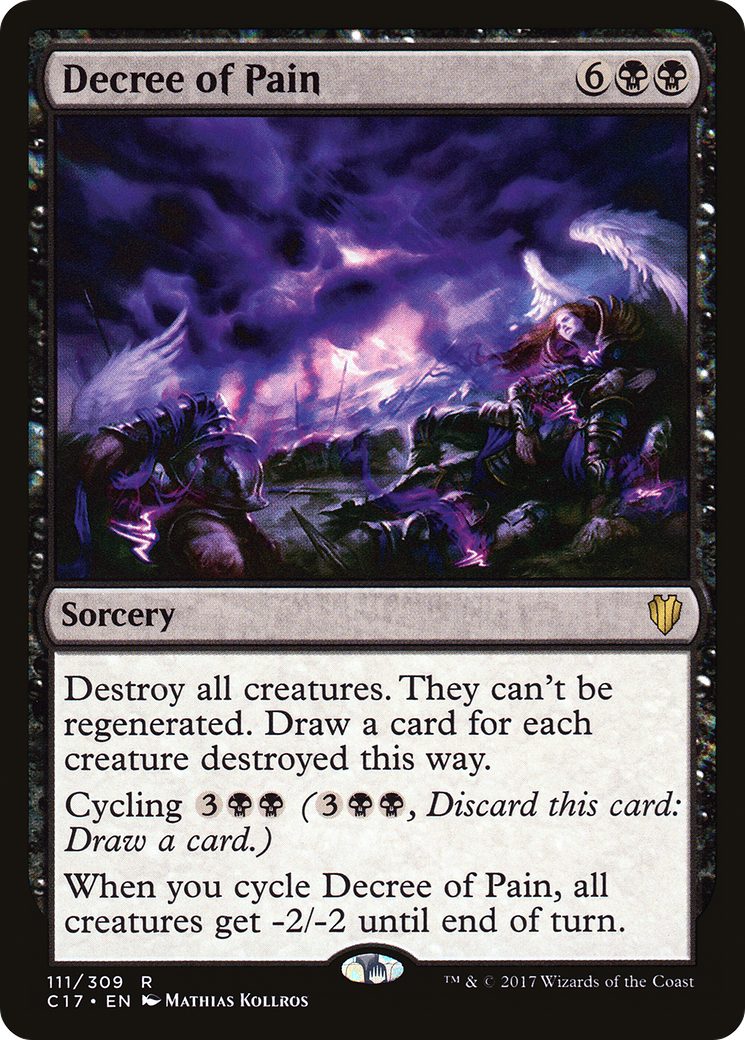 Decree of Pain 6
Sorcery
Destroy all creatures. They can't be
regenerated. Draw a card for each
creature destroyed this way.
Cycling 3 (3, Discard this card:
Draw a card.)
When you cycle Decree of Pain, all
creatures get -2/-2 until end of turn.
111/309 R
C17 • EN Mathias Kollros
™ & © 2017 Wizards of the Coast